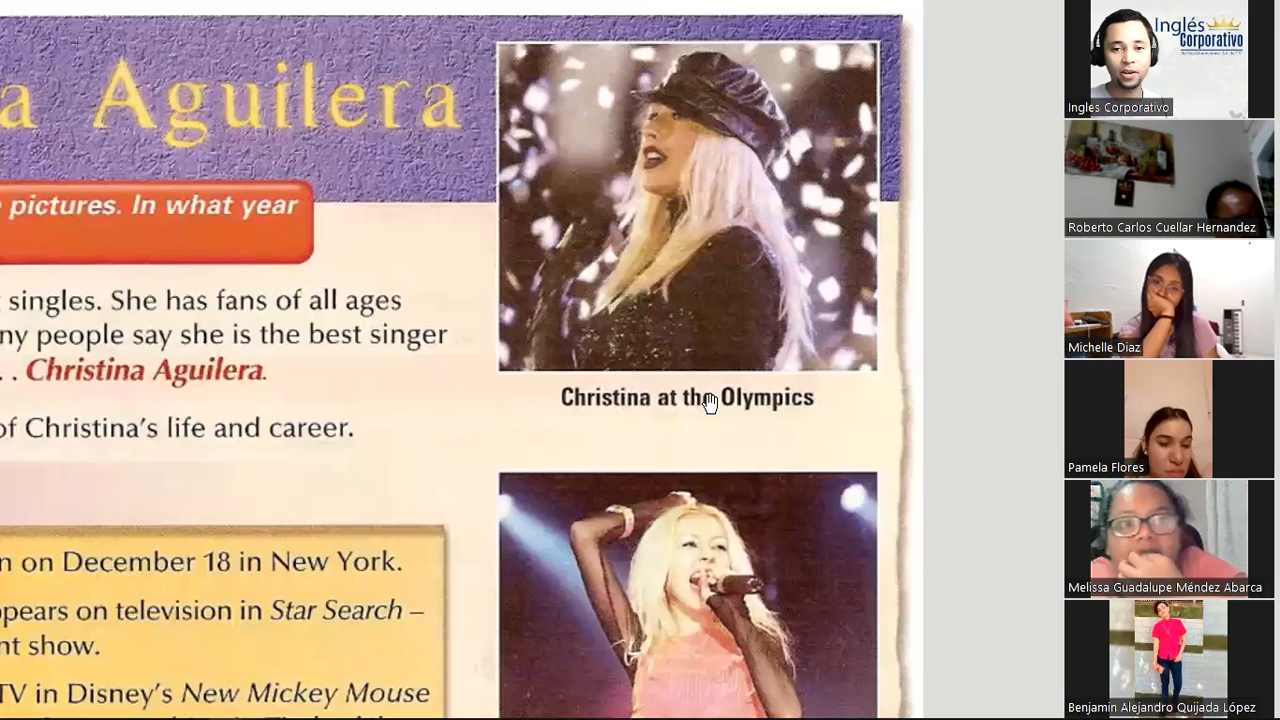 a Aguilera
pictures. In what year
singles. She has fans of all ages
ny people say she is the best singer
. . Christina Aguilera.
of Christina's life and career.
n on December 18 in New York.
ppears on television in Star Search –
nt show.
TV in Disney's New Mickey Mouse
Christina at the Olympics
Inglés
Corporativo
Ingles Corporativo
Roberto Carlos Cuellar Hernandez
Michelle Diaz
Pamela Flores
Melissa Guadalupe Méndez Abarca
Benjamin Alejandro Quijada López